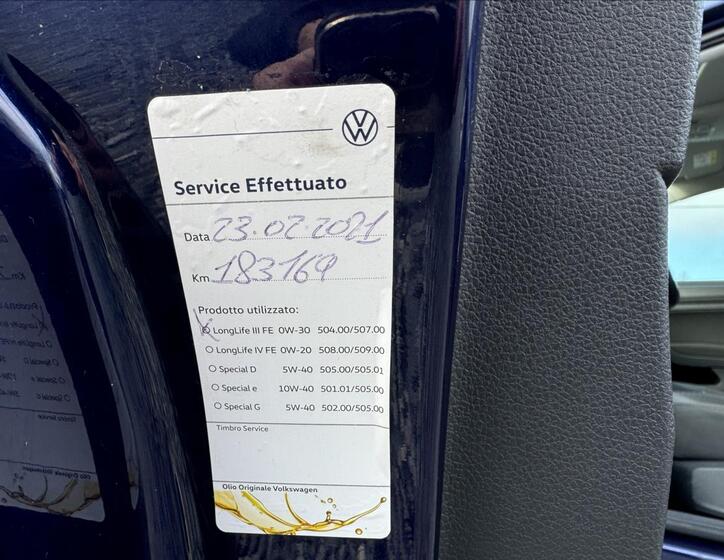 Service Effettuato
Data 23.02.2021
Km 183164
Prodotto utilizzato:
LongLife III FE 0W-30 504.00/507.00
LongLife IV FE 0W-20 508.00/509.00
Special D 5W-40 505.00/505.01
Special e 10W-40 501.01/505.00
Special G 5W-40 502.00/505.00
Timbro Service
Olio Originale Volkswagen